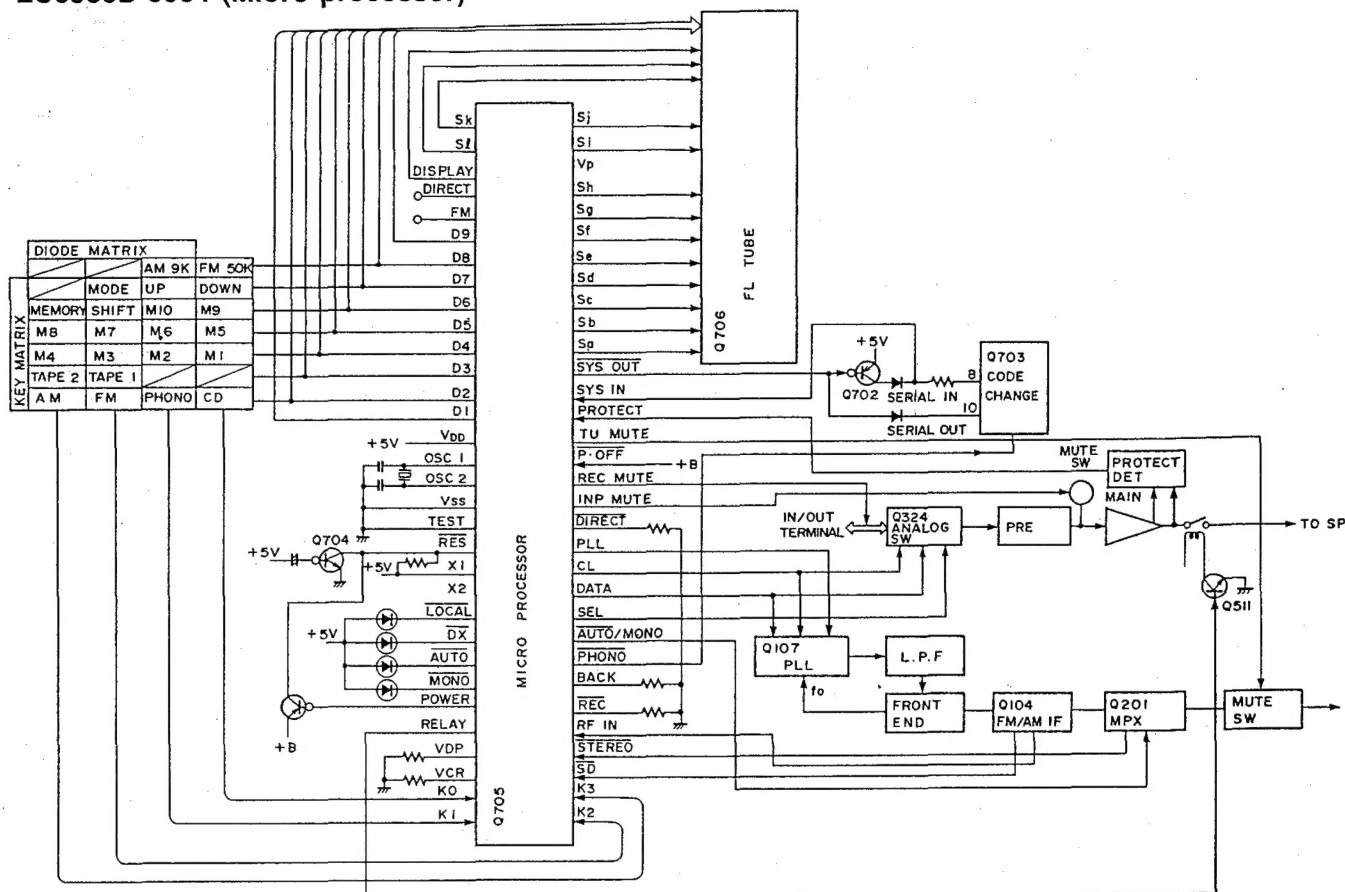 (Micro processor)
Sk
Sℓ
DISPLAY
DIRECT
FM
D9
D8
D7
D6
D5
D4
D3
D2
D1
VDD
OSC 1
OSC 2
VSS
TEST
RES
X1
X2
LOCAL
DX
AUTO
MONO
POWER
RELAY
VDP
VCR
K0
K1
MICRO PROCESSOR
Q705
Sj
Si
Vp
Sh
Sg
Sf
Se
Sd
Sc
Sb
Sa
SYS OUT
SYS IN
PROTECT
TU MUTE
P·OFF
REC MUTE
INP MUTE
DIRECT
PLL
CL
DATA
SEL
AUTO/MONO
PHONO
BACK
REC
RF IN
STEREO
SD
K3
K2
FL TUBE
Q706
DIODE MATRIX
AM 9K FM 50K
MODE UP DOWN
MEMORY SHIFT M10 M9
M8 M7 M6 M5
M4 M3 M2 M1
TAPE 2 TAPE 1
AM FM PHONO CD
KEY MATRIX
+5V
+5V
Q704
+5V
+5V
+B
+5V
Q702
SERIAL IN
SERIAL OUT
8
10
Q703
CODE
CHANGE
+B
MUTE
SW
PROTECT
DET
MAIN
IN/OUT
TERMINAL
Q324
ANALOG
SW
PRE
TO SP
Q511
Q107
PLL
L.P.F
fo
FRONT
END
Q104
FM/AM IF
Q201
MPX
MUTE
SW